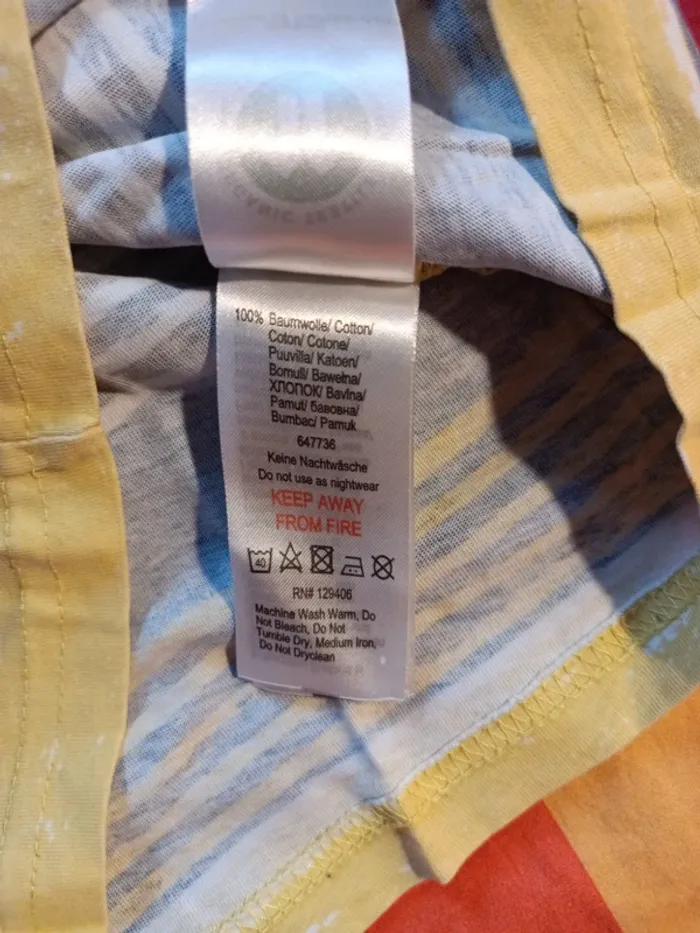 100% Baumwolle/ Cotton/
Coton/ Cotone/
Puuvilla/ Katoen/
Bomull/ Bawełna/
ХЛОПОК/ Bavlna/
Pamut/ бавовна/
Bumbac/ Pamuk
647736
Keine Nachtwäsche
Do not use as nightwear
KEEP AWAY
FROM FIRE
40
RN# 129406
Machine Wash Warm, Do
Not Bleach, Do Not
Tumble Dry, Medium Iron,
Do Not Dryclean